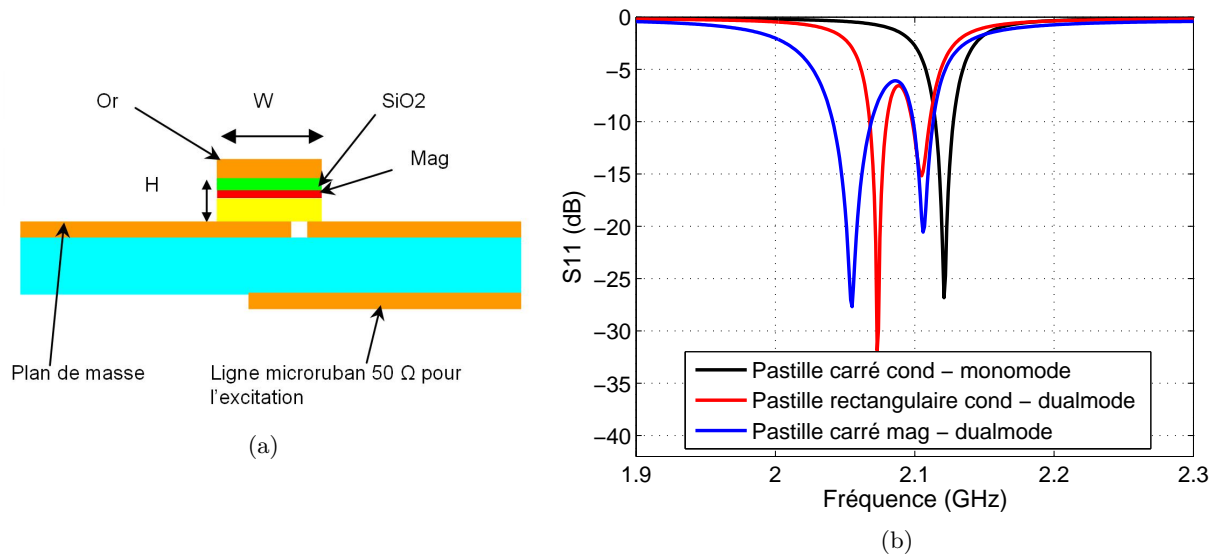 Or
W
SiO2
Mag
H
Plan de masse
Ligne microruban 50 Ω pour
l'excitation
(a)
0
−5
−10
−15
−20
−25
−30
−35
−40
S11 (dB)
Pastille carré cond − monomode
Pastille rectangulaire cond − dualmode
Pastille carré mag − dualmode
1.9
2
2.1
2.2
2.3
Fréquence (GHz)
(b)